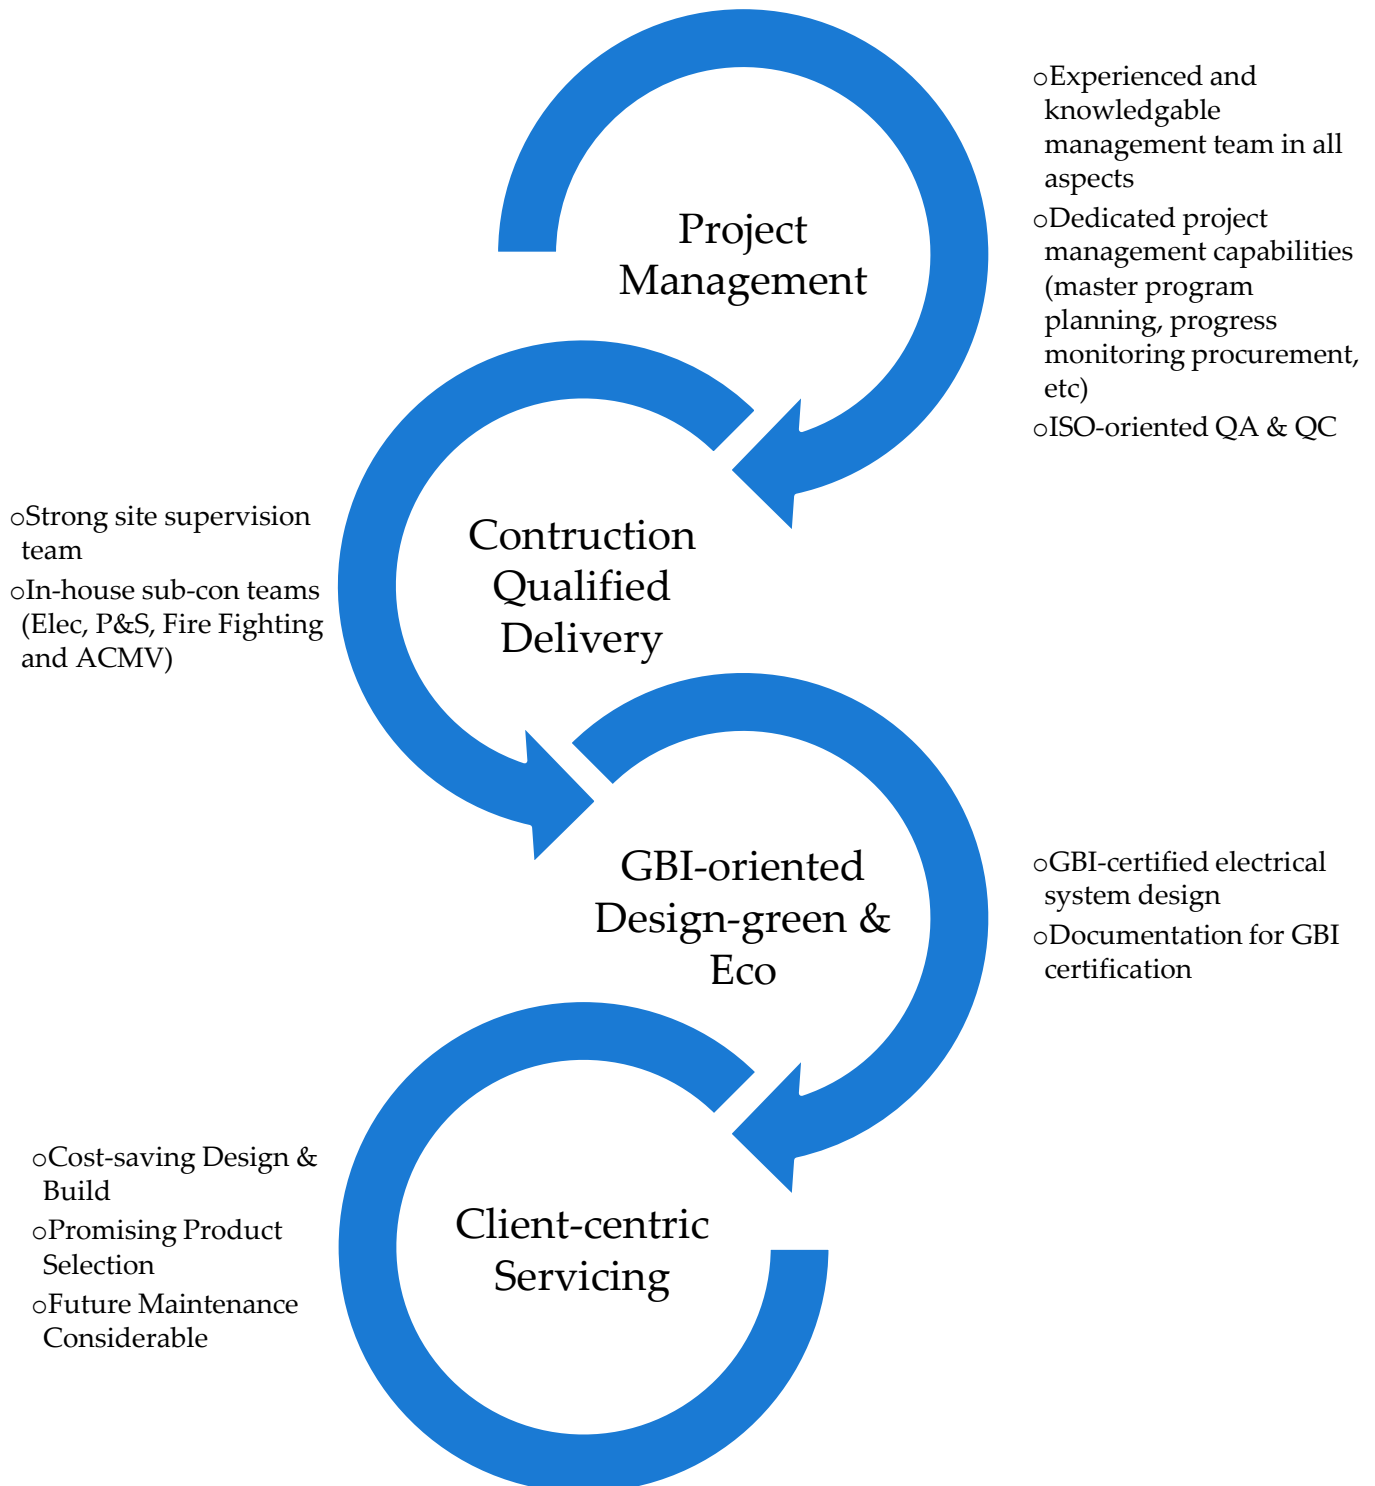 Project
Management
oExperienced and
knowledgable
management team in all
aspects
oDedicated project
management capabilities
(master program
planning, progress
monitoring procurement,
etc)
oISO-oriented QA & QC
Contruction
Qualified
Delivery
oStrong site supervision
team
oIn-house sub-con teams
(Elec, P&S, Fire Fighting
and ACMV)
GBI-oriented
Design-green &
Eco
oGBI-certified electrical
system design
oDocumentation for GBI
certification
Client-centric
Servicing
oCost-saving Design &
Build
oPromising Product
Selection
oFuture Maintenance
Considerable